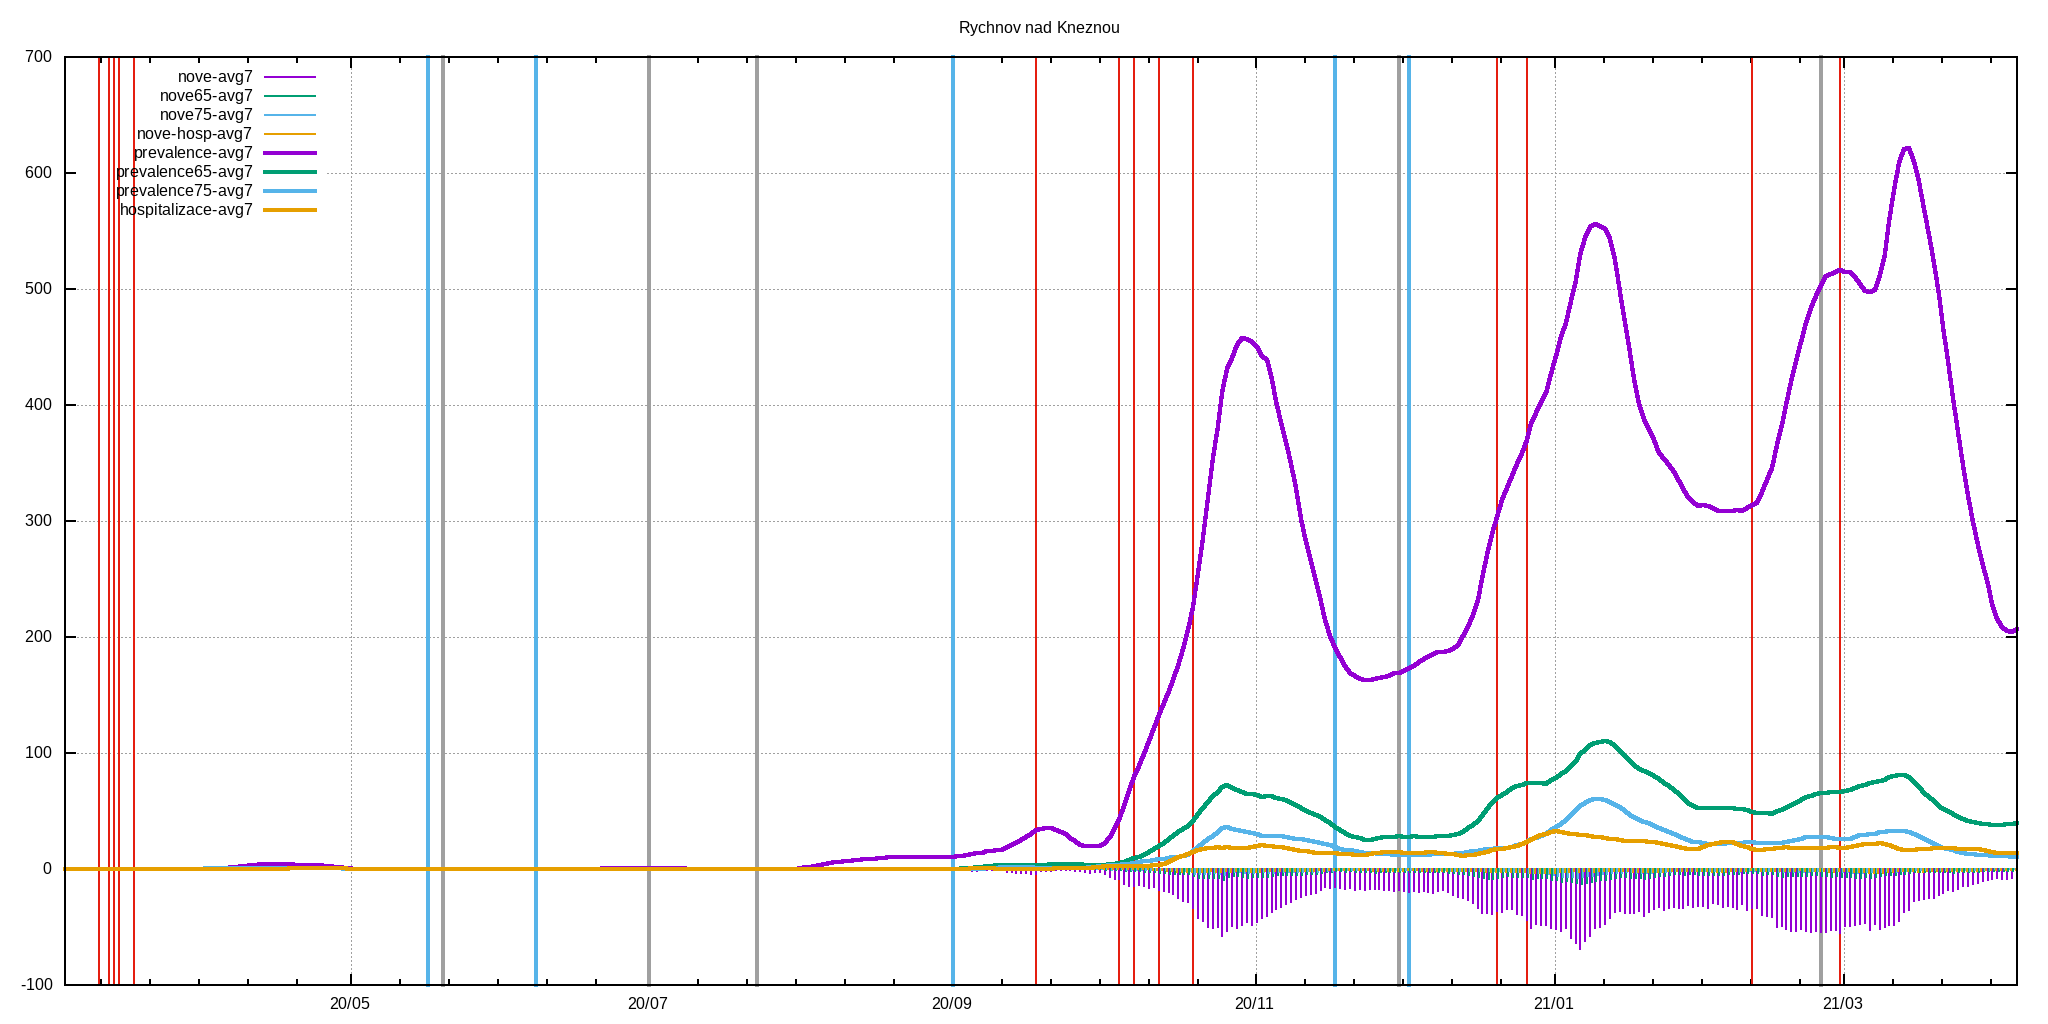 Rychnov nad Kneznou
700
600
500
400
300
200
100
0
-100
nove-avg7
nove65-avg7
nove75-avg7
nove-hosp-avg7
prevalence-avg7
prevalence65-avg7
prevalence75-avg7
hospitalizace-avg7
20/05
20/07
20/09
20/11
21/01
21/03